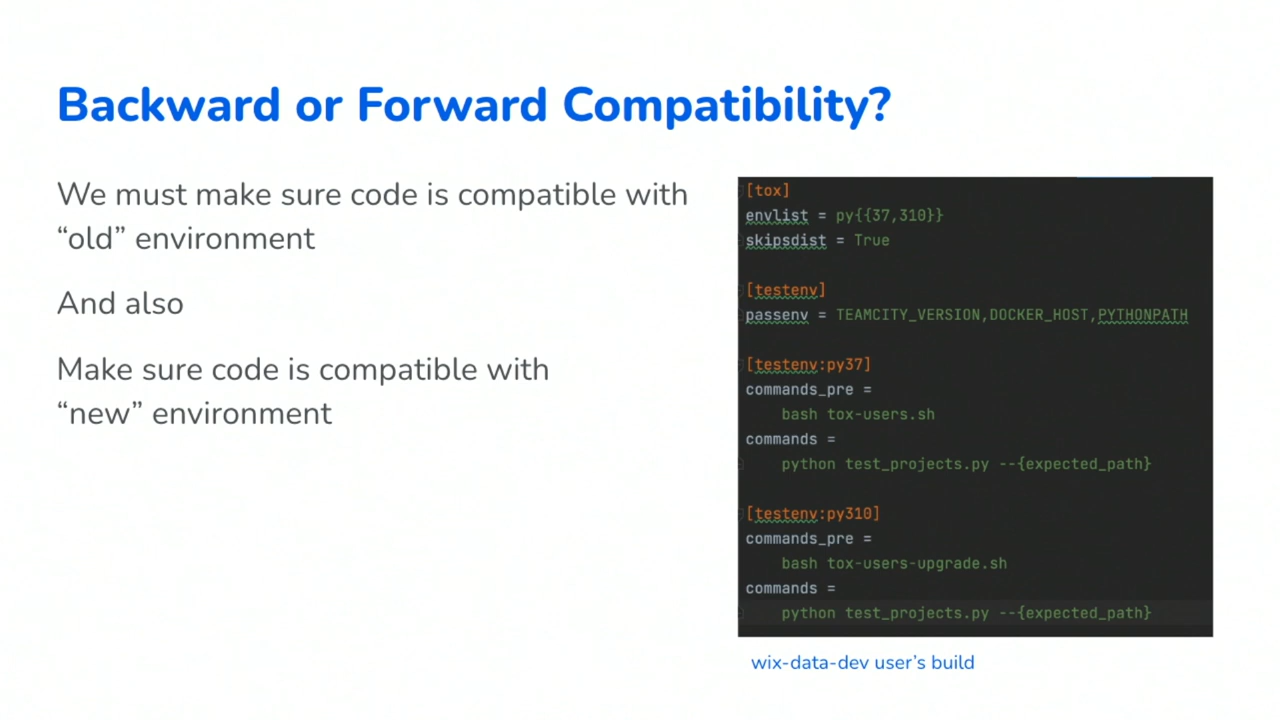 Backward or Forward Compatibility?
We must make sure code is compatible with
“old” environment
And also
Make sure code is compatible with
“new” environment
[tox]
envlist = py{{37,310}}
skipsdist = True
[testenv]
passenv = TEAMCITY_VERSION,DOCKER_HOST,PYTHONPATH
[testenv:py37]
commands_pre =
    bash tox-users.sh
commands =
    python test_projects.py --{expected_path}
[testenv:py310]
commands_pre =
    bash tox-users-upgrade.sh
commands =
    python test_projects.py --{expected_path}
wix-data-dev user’s build